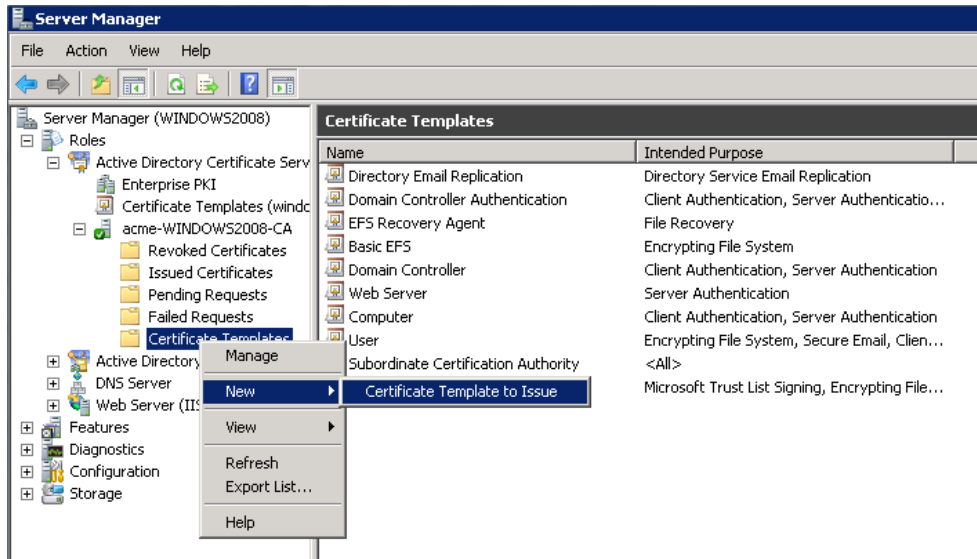 Server Manager
File Action View Help
Server Manager (WINDOWS2008)
Roles
Active Directory Certificate Serv
Enterprise PKI
Certificate Templates (windc
acme-WINDOWS2008-CA
Revoked Certificates
Issued Certificates
Pending Requests
Failed Requests
Certificate Templates
Active Directory
DNS Server
Web Server (IIS
Features
Diagnostics
Configuration
Storage
Manage
New
View
Refresh
Export List...
Help
Certificate Template to Issue
Certificate Templates
Name Intended Purpose
Directory Email Replication Directory Service Email Replication
Domain Controller Authentication Client Authentication, Server Authenticatio...
EFS Recovery Agent File Recovery
Basic EFS Encrypting File System
Domain Controller Client Authentication, Server Authentication
Web Server Server Authentication
Computer Client Authentication, Server Authentication
User Encrypting File System, Secure Email, Clien...
Subordinate Certification Authority <All>
Microsoft Trust List Signing, Encrypting File...